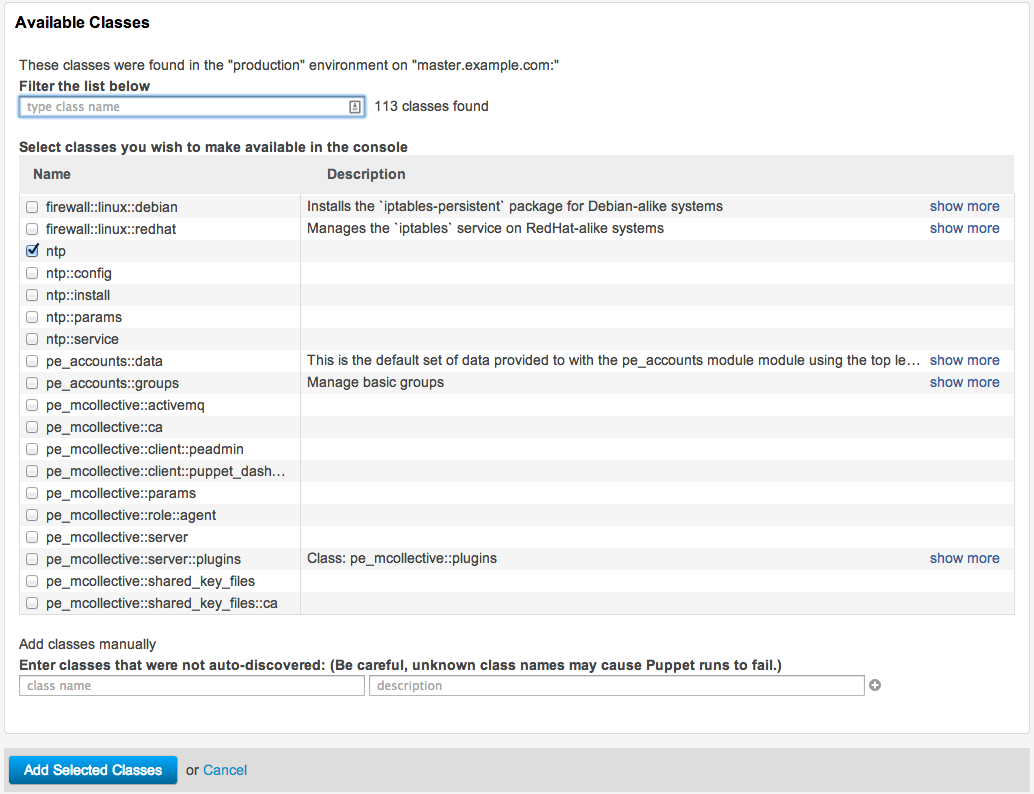 Available Classes
These classes were found in the "production" environment on "master.example.com:"
Filter the list below
type class name 113 classes found
Select classes you wish to make available in the console
Name Description
firewall::linux::debian Installs the `iptables-persistent` package for Debian-alike systems show more
firewall::linux::redhat Manages the `iptables` service on RedHat-alike systems show more
ntp
ntp::config
ntp::install
ntp::params
ntp::service
pe_accounts::data This is the default set of data provided to with the pe_accounts module module using the top le… show more
pe_accounts::groups Manage basic groups show more
pe_mcollective::activemq
pe_mcollective::ca
pe_mcollective::client::peadmin
pe_mcollective::client::puppet_dash…
pe_mcollective::params
pe_mcollective::role::agent
pe_mcollective::server
pe_mcollective::server::plugins Class: pe_mcollective::plugins show more
pe_mcollective::shared_key_files
pe_mcollective::shared_key_files::ca
Add classes manually
Enter classes that were not auto-discovered: (Be careful, unknown class names may cause Puppet runs to fail.)
class name description
Add Selected Classes or Cancel